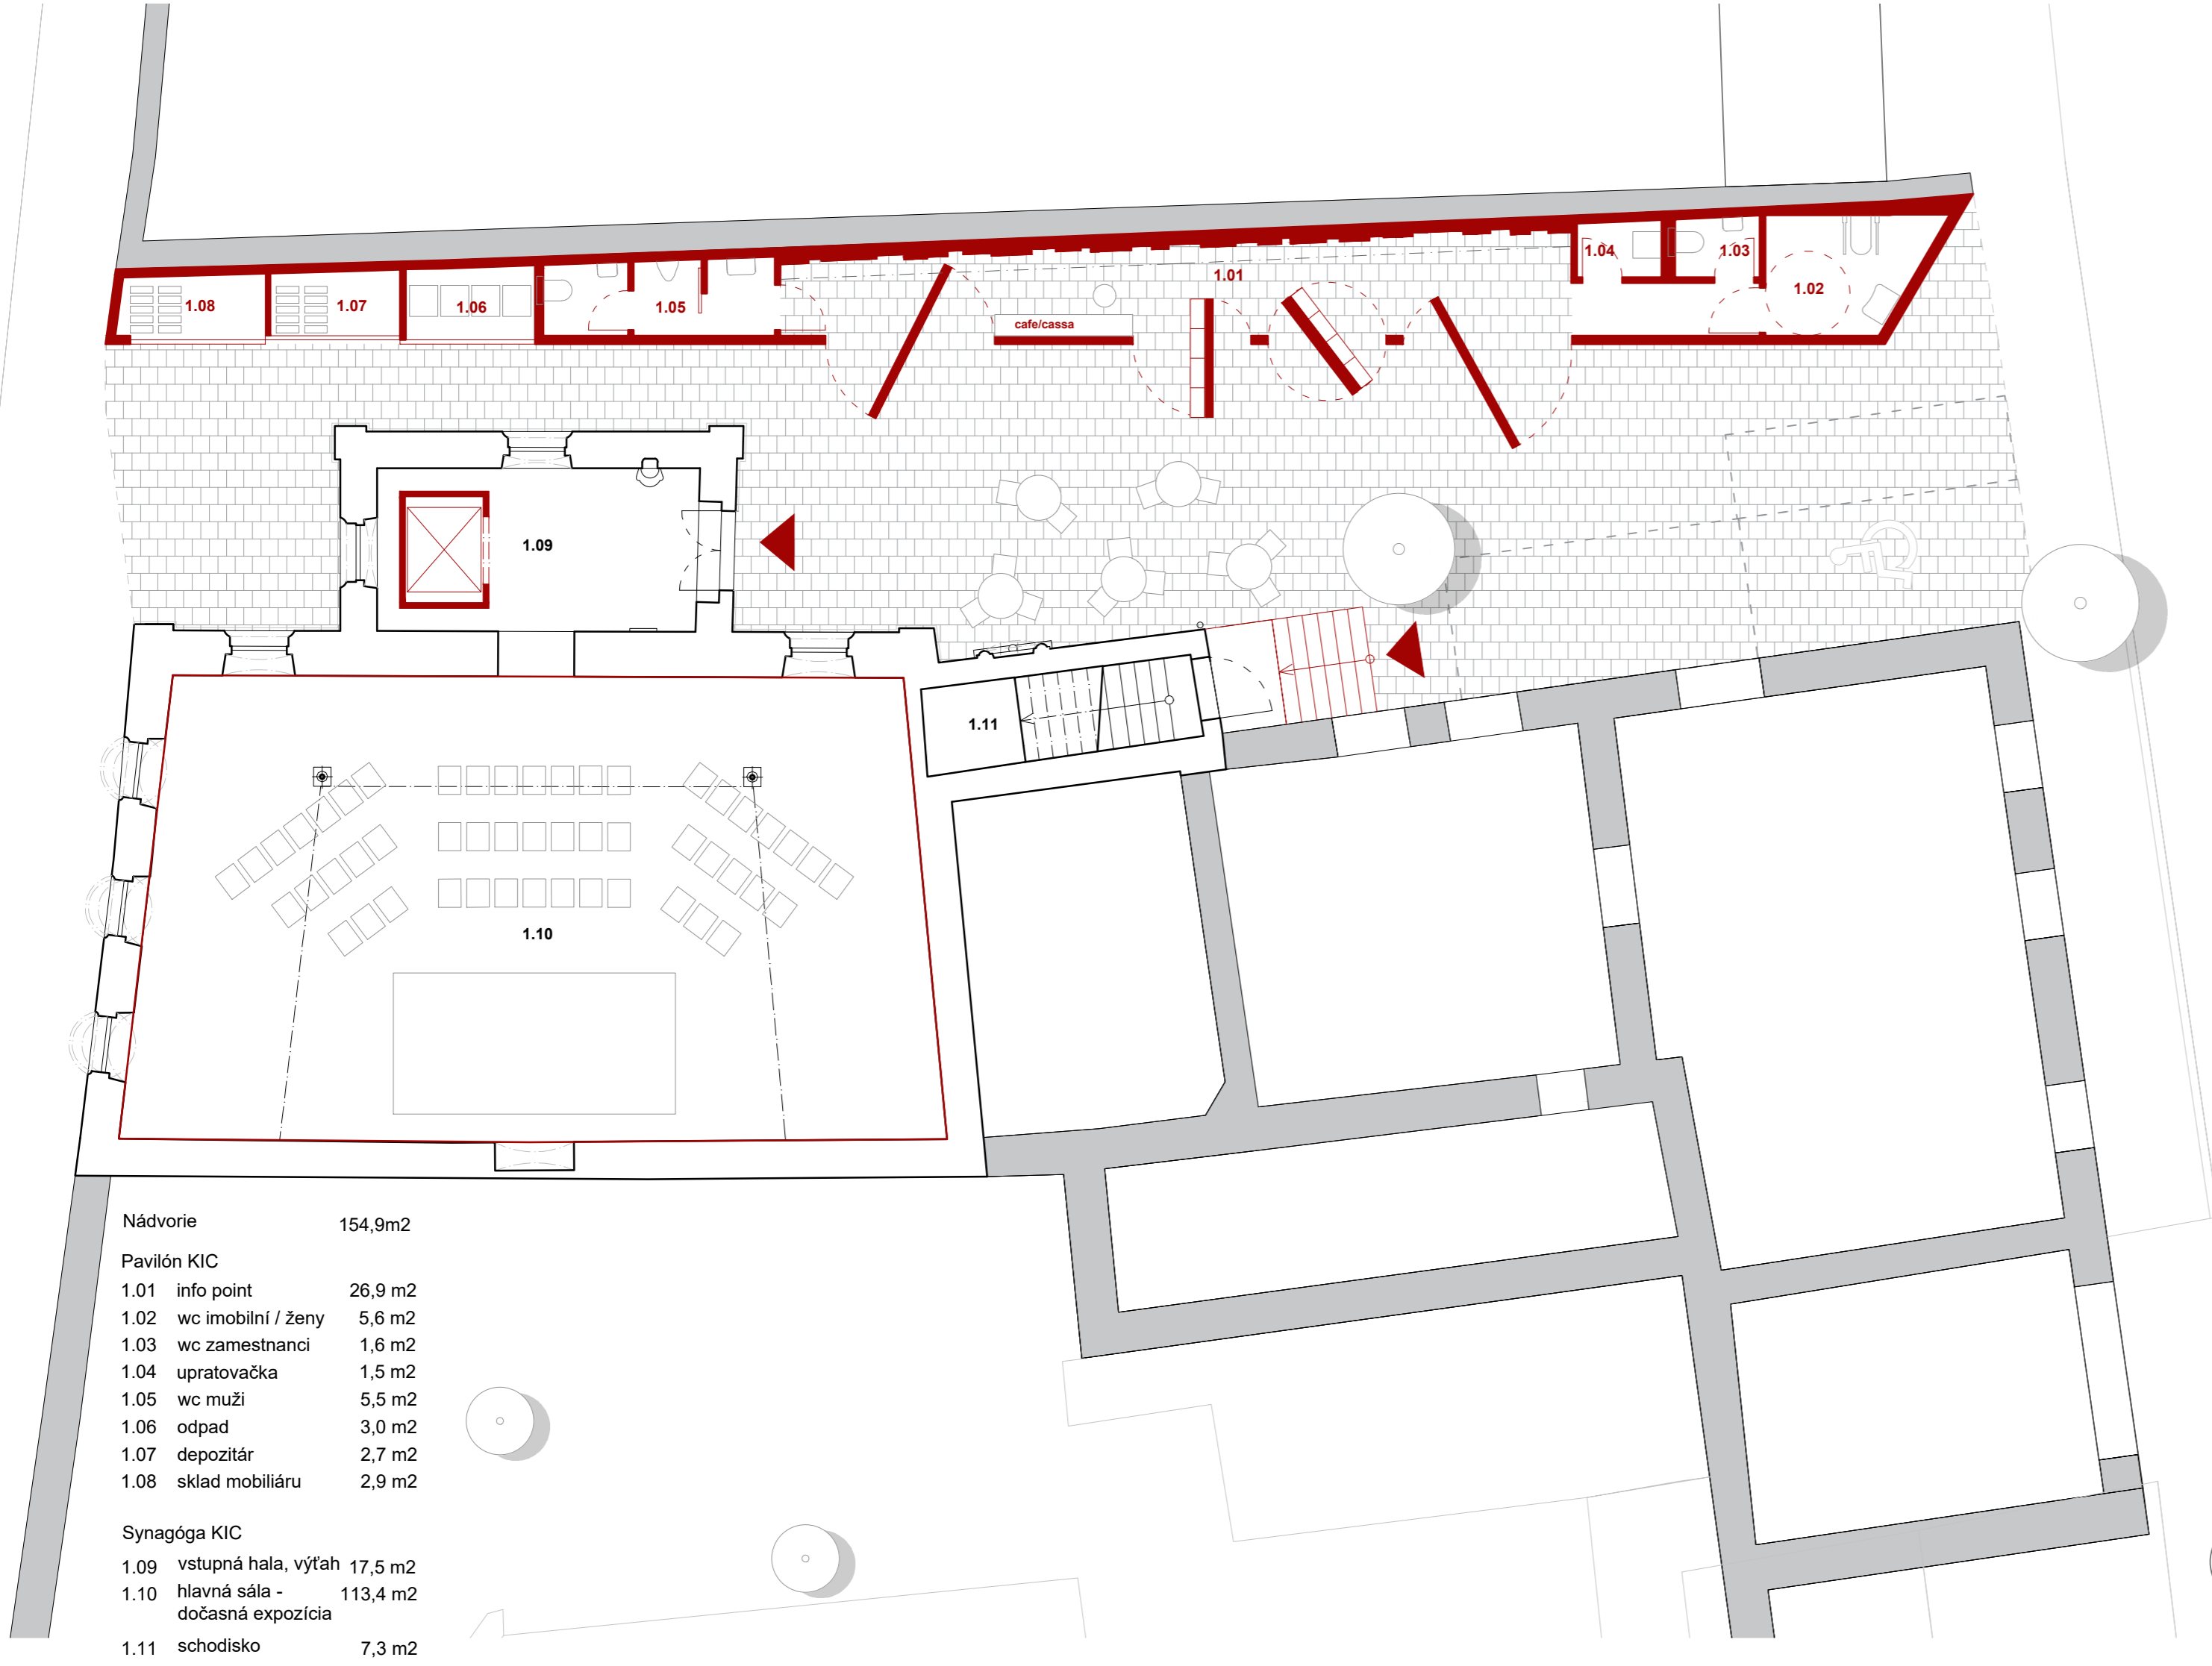 1.01
1.04
1.03
1.02
1.08
1.07
1.06
1.05
cafe/cassa
1.09
1.11
1.10
Nádvorie 154,9m2
Pavilón KIC
1.01 info point 26,9 m2
1.02 wc imobilní / ženy 5,6 m2
1.03 wc zamestnanci 1,6 m2
1.04 upratovačka 1,5 m2
1.05 wc muži 5,5 m2
1.06 odpad 3,0 m2
1.07 depozitár 2,7 m2
1.08 sklad mobiliáru 2,9 m2
Synagóga KIC
1.09 vstupná hala, výťah 17,5 m2
1.10 hlavná sála - 113,4 m2
dočasná expozícia
1.11 schodisko 7,3 m2